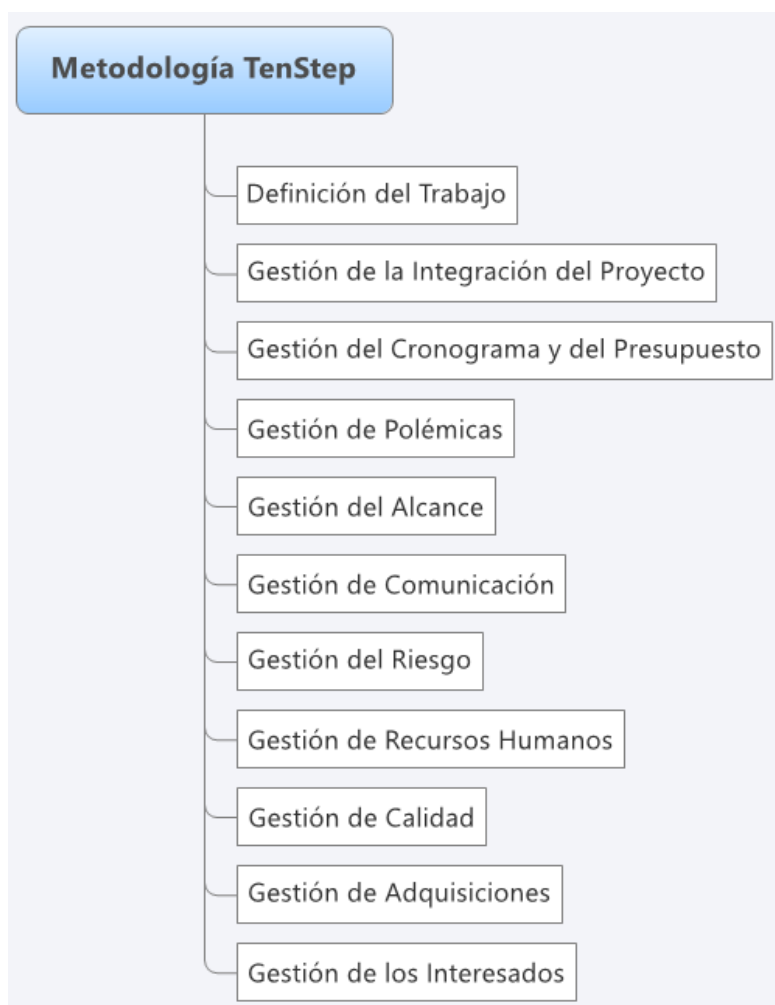 Metodología TenStep
Definición del Trabajo
Gestión de la Integración del Proyecto
Gestión del Cronograma y del Presupuesto
Gestión de Polémicas
Gestión del Alcance
Gestión de Comunicación
Gestión del Riesgo
Gestión de Recursos Humanos
Gestión de Calidad
Gestión de Adquisiciones
Gestión de los Interesados